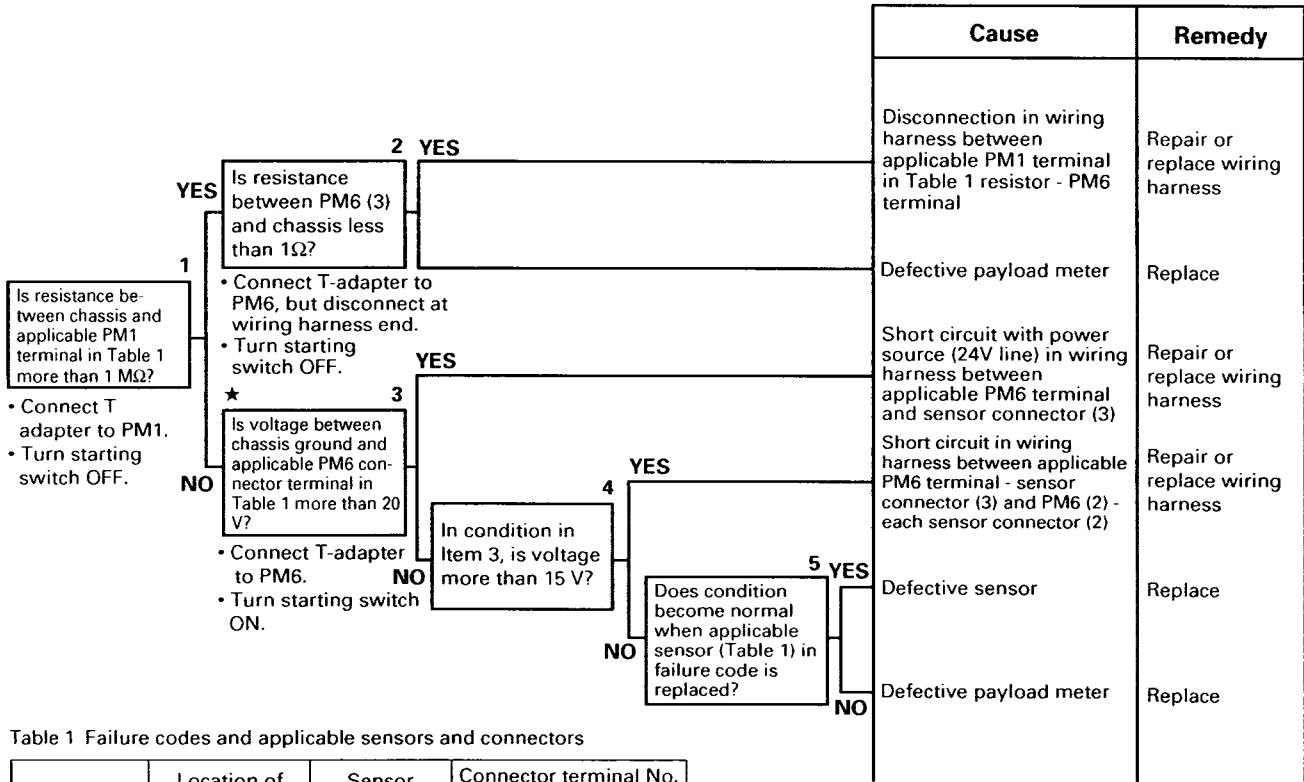 Cause
Remedy
1
Is resistance be-
tween chassis and
applicable PM1
terminal in Table 1
more than 1 MΩ?
• Connect T
adapter to PM1.
• Turn starting
switch OFF.
YES
NO
2
Is resistance
between PM6 (3)
and chassis less
than 1Ω?
• Connect T-adapter to
PM6, but disconnect at
wiring harness end.
• Turn starting
switch OFF.
YES
Disconnection in wiring
harness between
applicable PM1 terminal
in Table 1 resistor - PM6
terminal
Repair or
replace wiring
harness
Defective payload meter
Replace
★
3
Is voltage between
chassis ground and
applicable PM6 con-
nector terminal in
Table 1 more than 20
V?
• Connect T-adapter
to PM6.
• Turn starting switch
ON.
YES
Short circuit with power
source (24V line) in wiring
harness between
applicable PM6 terminal
and sensor connector (3)
Repair or
replace wiring
harness
NO
4
In condition in
Item 3, is voltage
more than 15 V?
YES
Short circuit in wiring
harness between applicable
PM6 terminal - sensor
connector (3) and PM6 (2) -
each sensor connector (2)
Repair or
replace wiring
harness
NO
5
Does condition
become normal
when applicable
sensor (Table 1) in
failure code is
replaced?
YES
Defective sensor
Replace
NO
Defective payload meter
Replace
Table 1 Failure codes and applicable sensors and connectors
Location of
Sensor
Connector terminal No.